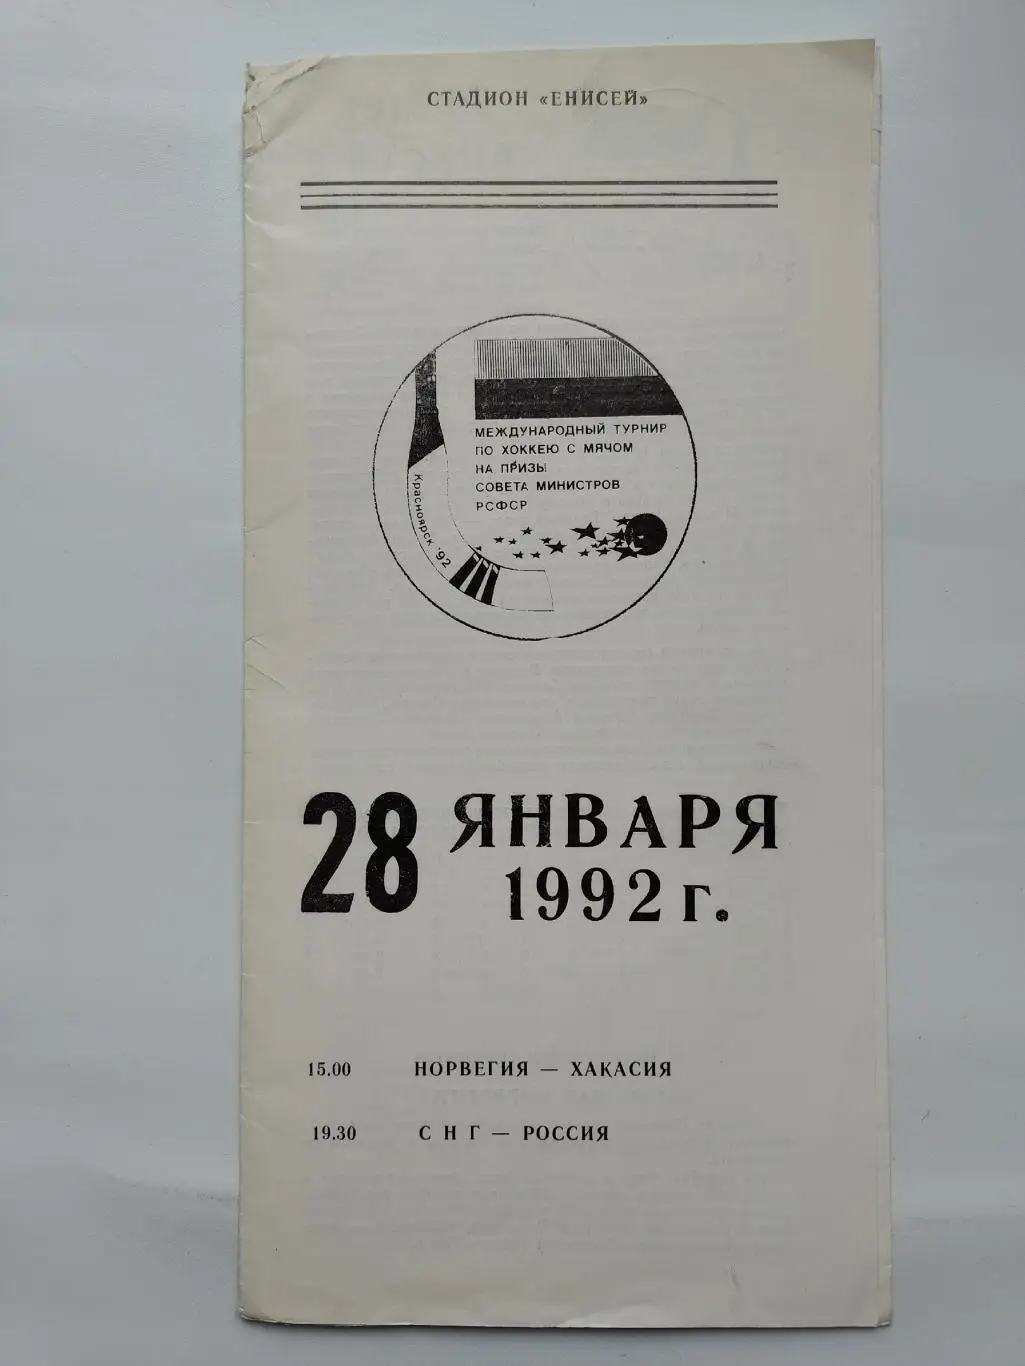 СТАДИОН «ЕНИСЕЙ»
МЕЖДУНАРОДНЫЙ ТУРНИР
ПО ХОККЕЮ С МЯЧОМ
НА ПРИЗЫ
СОВЕТА МИНИСТРОВ
РСФСР
Красноярск '92
28 ЯНВАРЯ
1992 г.
15.00 НОРВЕГИЯ — ХАКАСИЯ
19.30 С Н Г — РОССИЯ